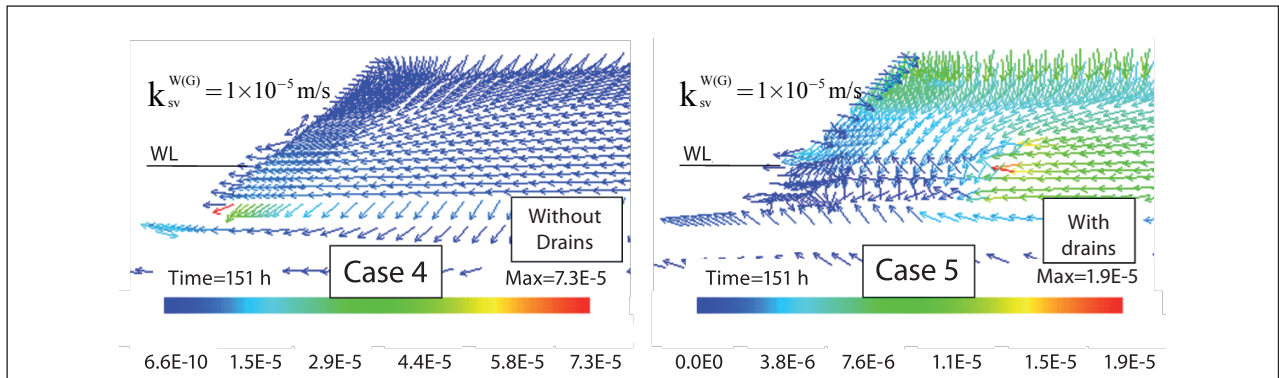 k_sv^W(G) = 1×10⁻⁵ m/s
WL
Without
Drains
Case 4
Time=151 h
Max=7.3E-5
6.6E-10 1.5E-5 2.9E-5 4.4E-5 5.8E-5 7.3E-5
k_sv^W(G) = 1×10⁻⁵ m/s
WL
With
drains
Case 5
Time=151 h
Max=1.9E-5
0.0E0 3.8E-6 7.6E-6 1.1E-5 1.5E-5 1.9E-5